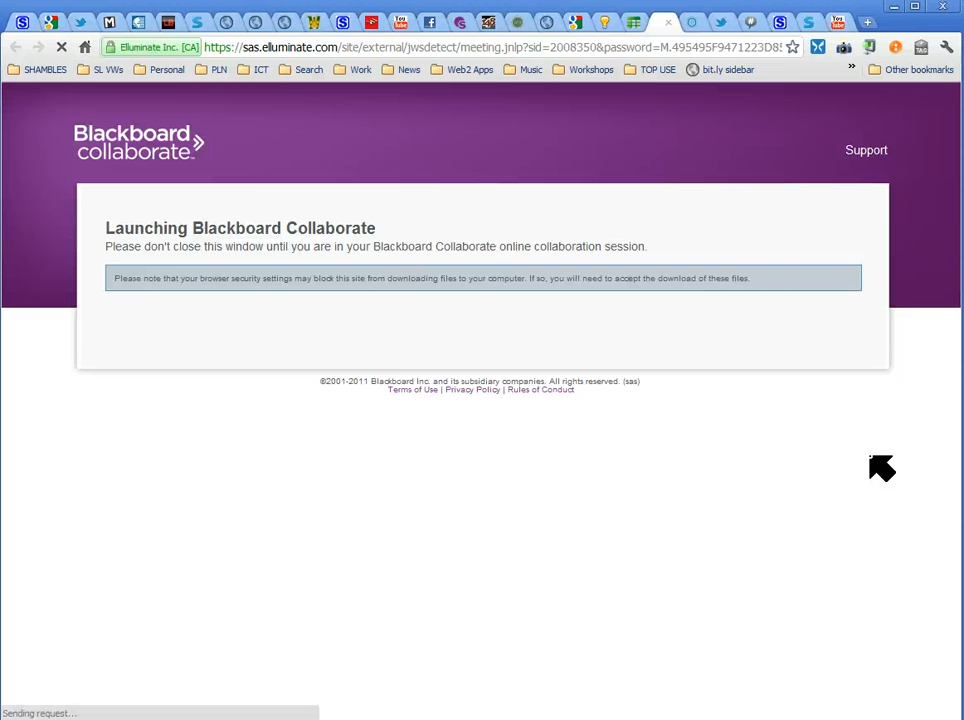 Elluminate Inc. [CA]
https://sas.elluminate.com/site/external/jwsdetect/meeting.jnlp?sid=2008350&password=M.495495F9471223D85
SHAMBLES
SL VWs
Personal
PLN
ICT
Search
Work
News
Web2 Apps
Music
Workshops
TOP USE
bit.ly sidebar
»
Other bookmarks
Blackboard
collaborate™
Support
Launching Blackboard Collaborate
Please don't close this window until you are in your Blackboard Collaborate online collaboration session.
Please note that your browser security settings may block this site from downloading files to your computer. If so, you will need to accept the download of these files.
©2001-2011 Blackboard Inc. and its subsidiary companies. All rights reserved. (sas)
Terms of Use | Privacy Policy | Rules of Conduct
Sending request...